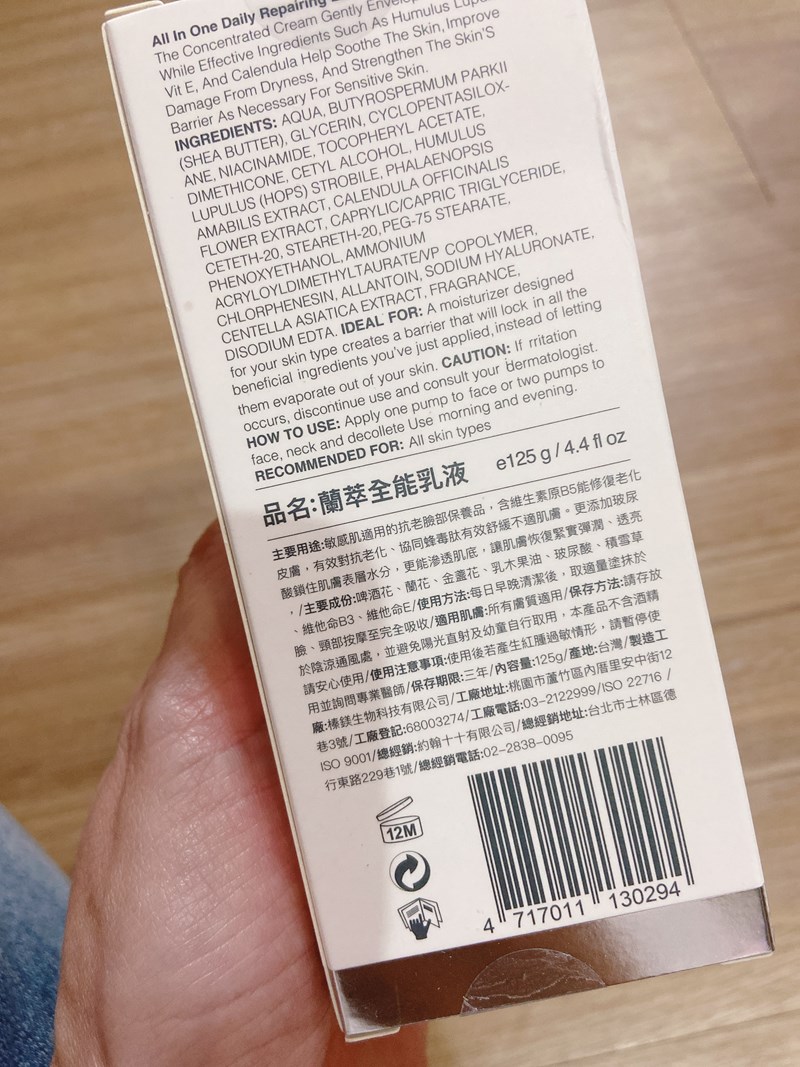 All In One Daily Repairing
The Concentrated Cream Gently
While Effective Ingredients Such As Humulus
Vit E, And Calendula Help Soothe The Skin, Improve
Damage From Dryness, And Strengthen The Skin'S
Barrier As Necessary For Sensitive Skin.
INGREDIENTS: AQUA, BUTYROSPERMUM PARKII
(SHEA BUTTER), GLYCERIN, CYCLOPENTASILOX-
ANE, NIACINAMIDE, TOCOPHERYL ACETATE,
DIMETHICONE, CETYL ALCOHOL, HUMULUS
LUPULUS (HOPS) STROBILE, PHALAENOPSIS
AMABILIS EXTRACT, CALENDULA OFFICINALIS
FLOWER EXTRACT, CAPRYLIC/CAPRIC TRIGLYCERIDE,
CETETH-20, STEARETH-20, PEG-75 STEARATE,
PHENOXYETHANOL, AMMONIUM
ACRYLOYLDIMETHYLTAURATE/VP COPOLYMER,
CHLORPHENESIN, ALLANTOIN, SODIUM HYALURONATE,
CENTELLA ASIATICA EXTRACT, FRAGRANCE,
DISODIUM EDTA. IDEAL FOR: A moisturizer designed
for your skin type creates a barrier that will lock in all the
beneficial ingredients you've just applied, instead of letting
them evaporate out of your skin. CAUTION: If rritation
occurs, discontinue use and consult your dermatologist.
HOW TO USE: Apply one pump to face or two pumps to
face, neck and decollete Use morning and evening.
RECOMMENDED FOR: All skin types
品名:蘭萃全能乳液 e125 g / 4.4 fl oz
主要用途:敏感肌適用的抗老臉部保養品，含維生素原B5能修復老化
皮膚，有效對抗老化、協同蜂毒肽有效舒緩不適肌膚。更添加玻尿
酸鎖住肌膚表層水分，更能滲透肌底，讓肌膚恢復緊實彈潤、透亮
，/主要成份:啤酒花、蘭花、金盞花、乳木果油、玻尿酸、積雪草
、維他命B3、維他命E/使用方法:每日早晚清潔後，取適量塗抹於
臉、頸部按摩至完全吸收/適用肌膚:所有膚質適用/保存方法:請存放
於陰涼通風處，並避免陽光直射及幼童自行取用，本產品不含酒精
請安心使用/使用注意事項:使用後若產生紅腫過敏情形，請暫停使
用並詢問專業醫師/保存期限:三年/內容量:125g/產地:台灣/製造工
廠:榛鎂生物科技有限公司/工廠地址:桃園市蘆竹區內厝里安中街12
巷3號/工廠登記:68003274/工廠電話:03-2122999/ISO 22716 /
ISO 9001/總經銷:約翰十十有限公司/總經銷地址:台北市士林區德
行東路229巷1號/總經銷電話:02-2838-0095
12M
4 717011 130294